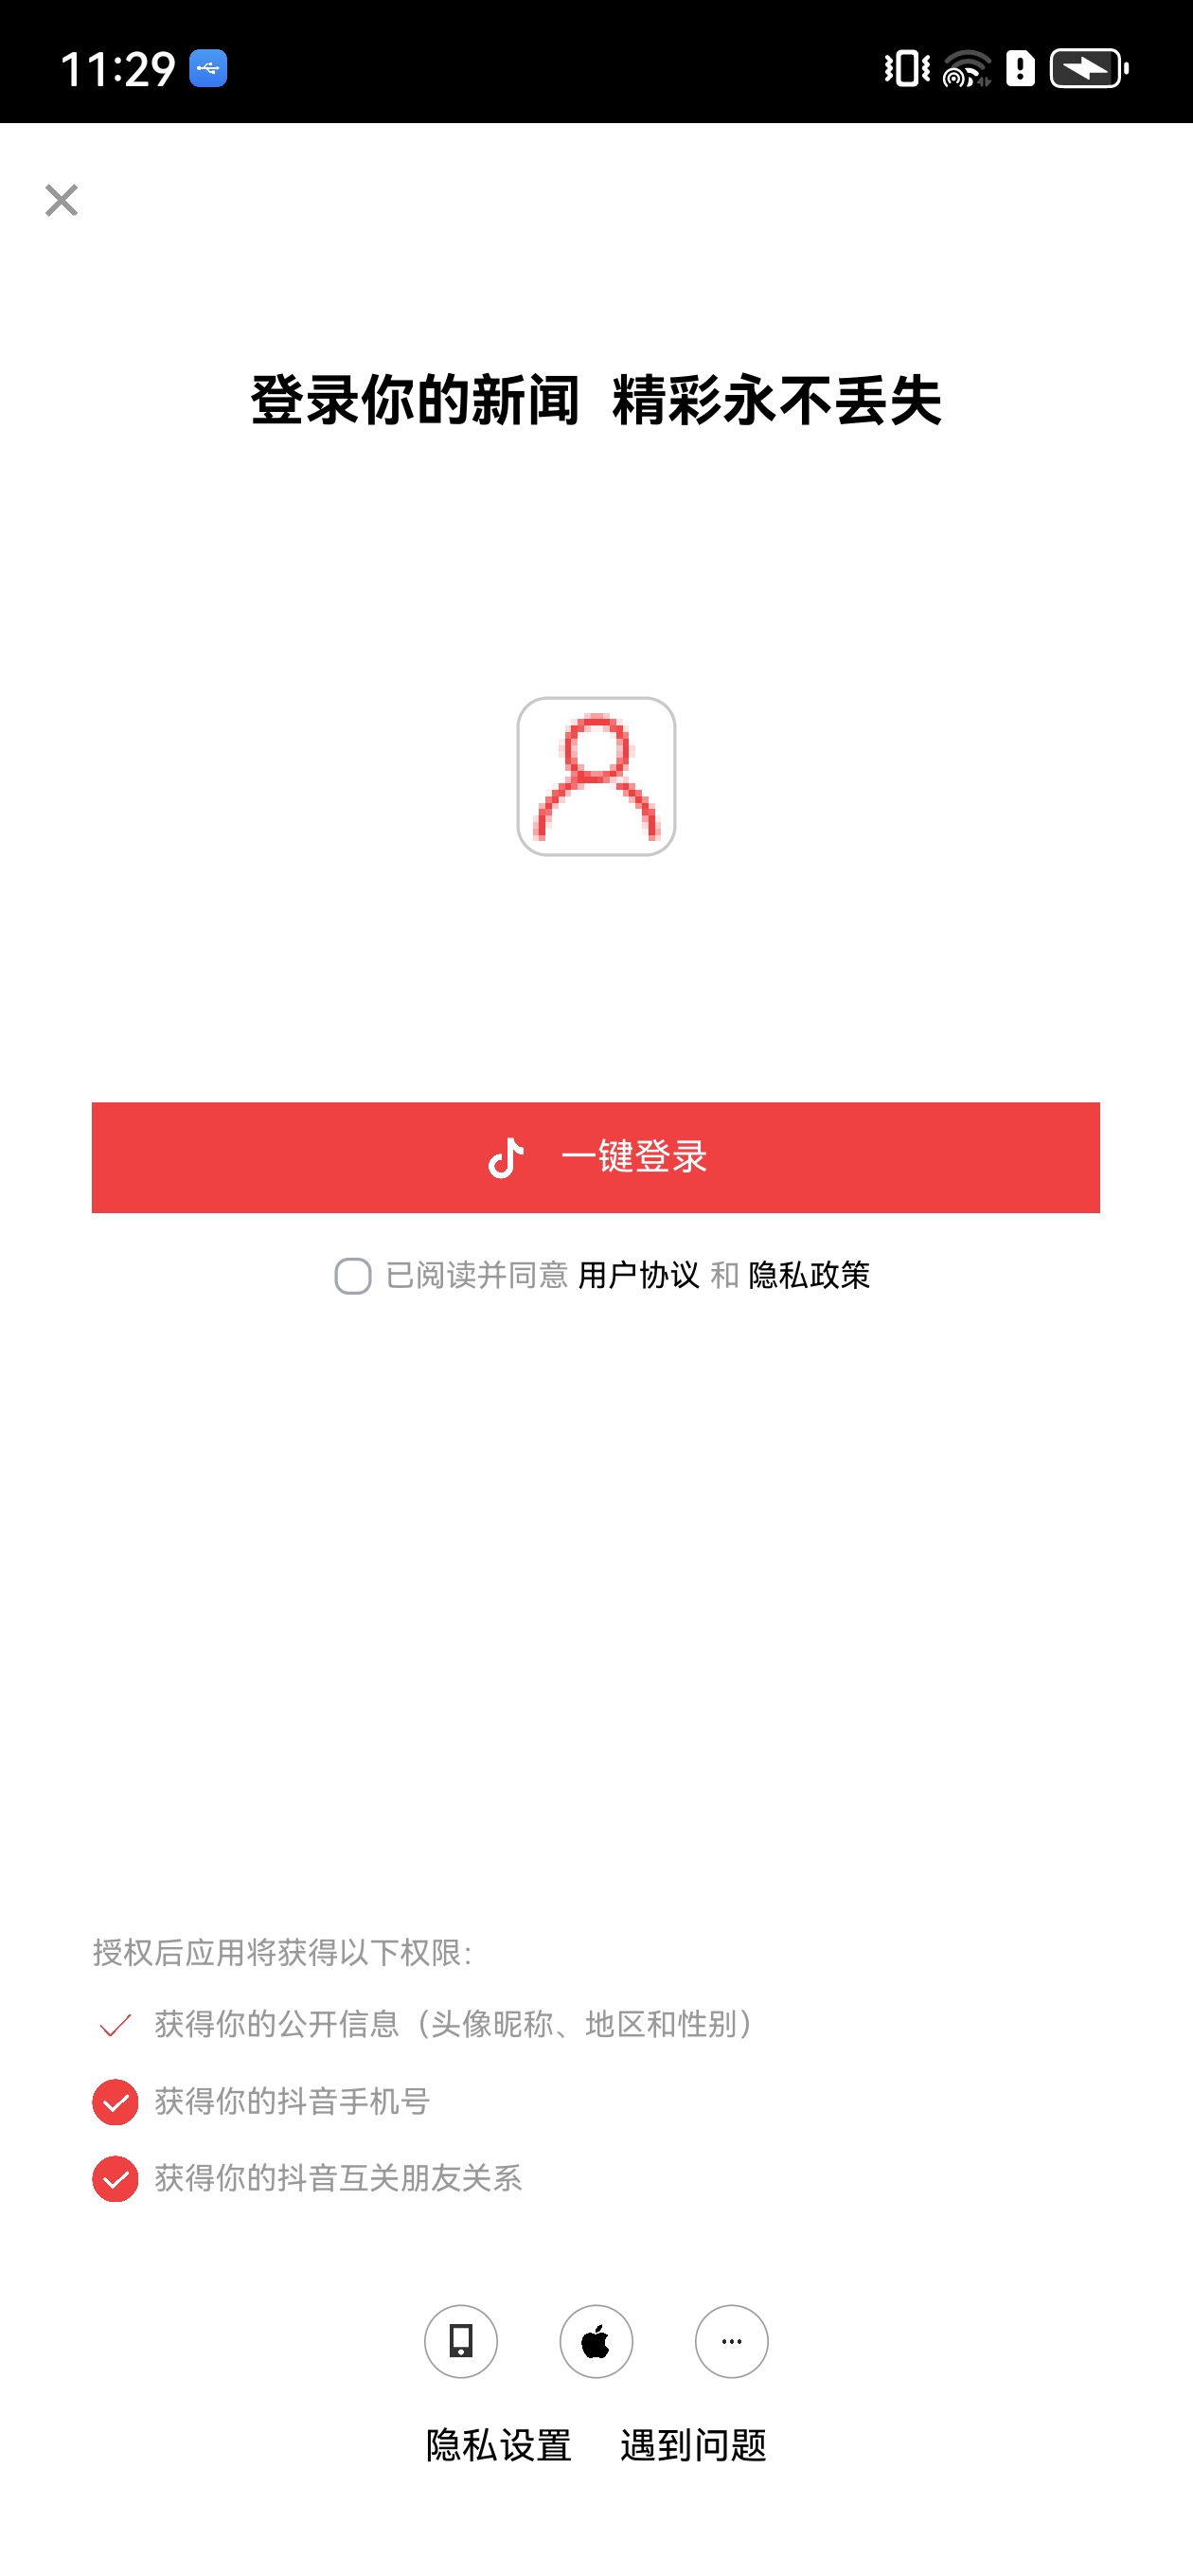 11:29
登录你的新闻 精彩永不丢失
一键登录
已阅读并同意 用户协议 和 隐私政策
授权后应用将获得以下权限:
获得你的公开信息（头像昵称、地区和性别）
获得你的抖音手机号
获得你的抖音互关朋友关系
隐私设置 遇到问题